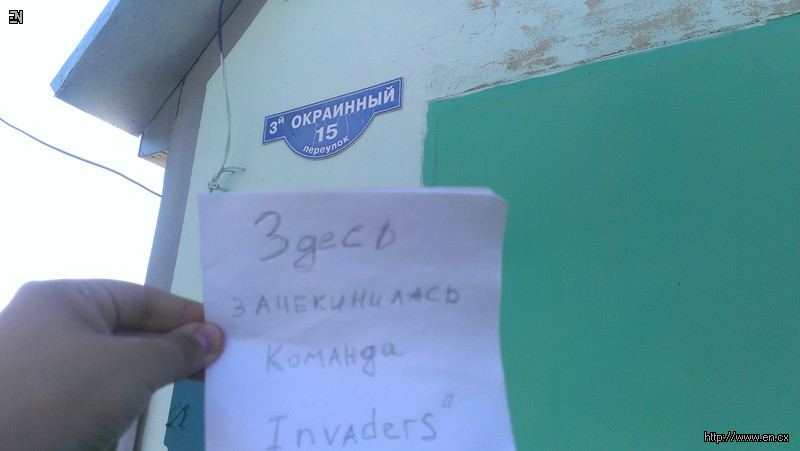 EN
3й ОКРАИННЫЙ
15
переулок
Здесь
зачекинилась
команда
Invaders"
http://www.en.cx